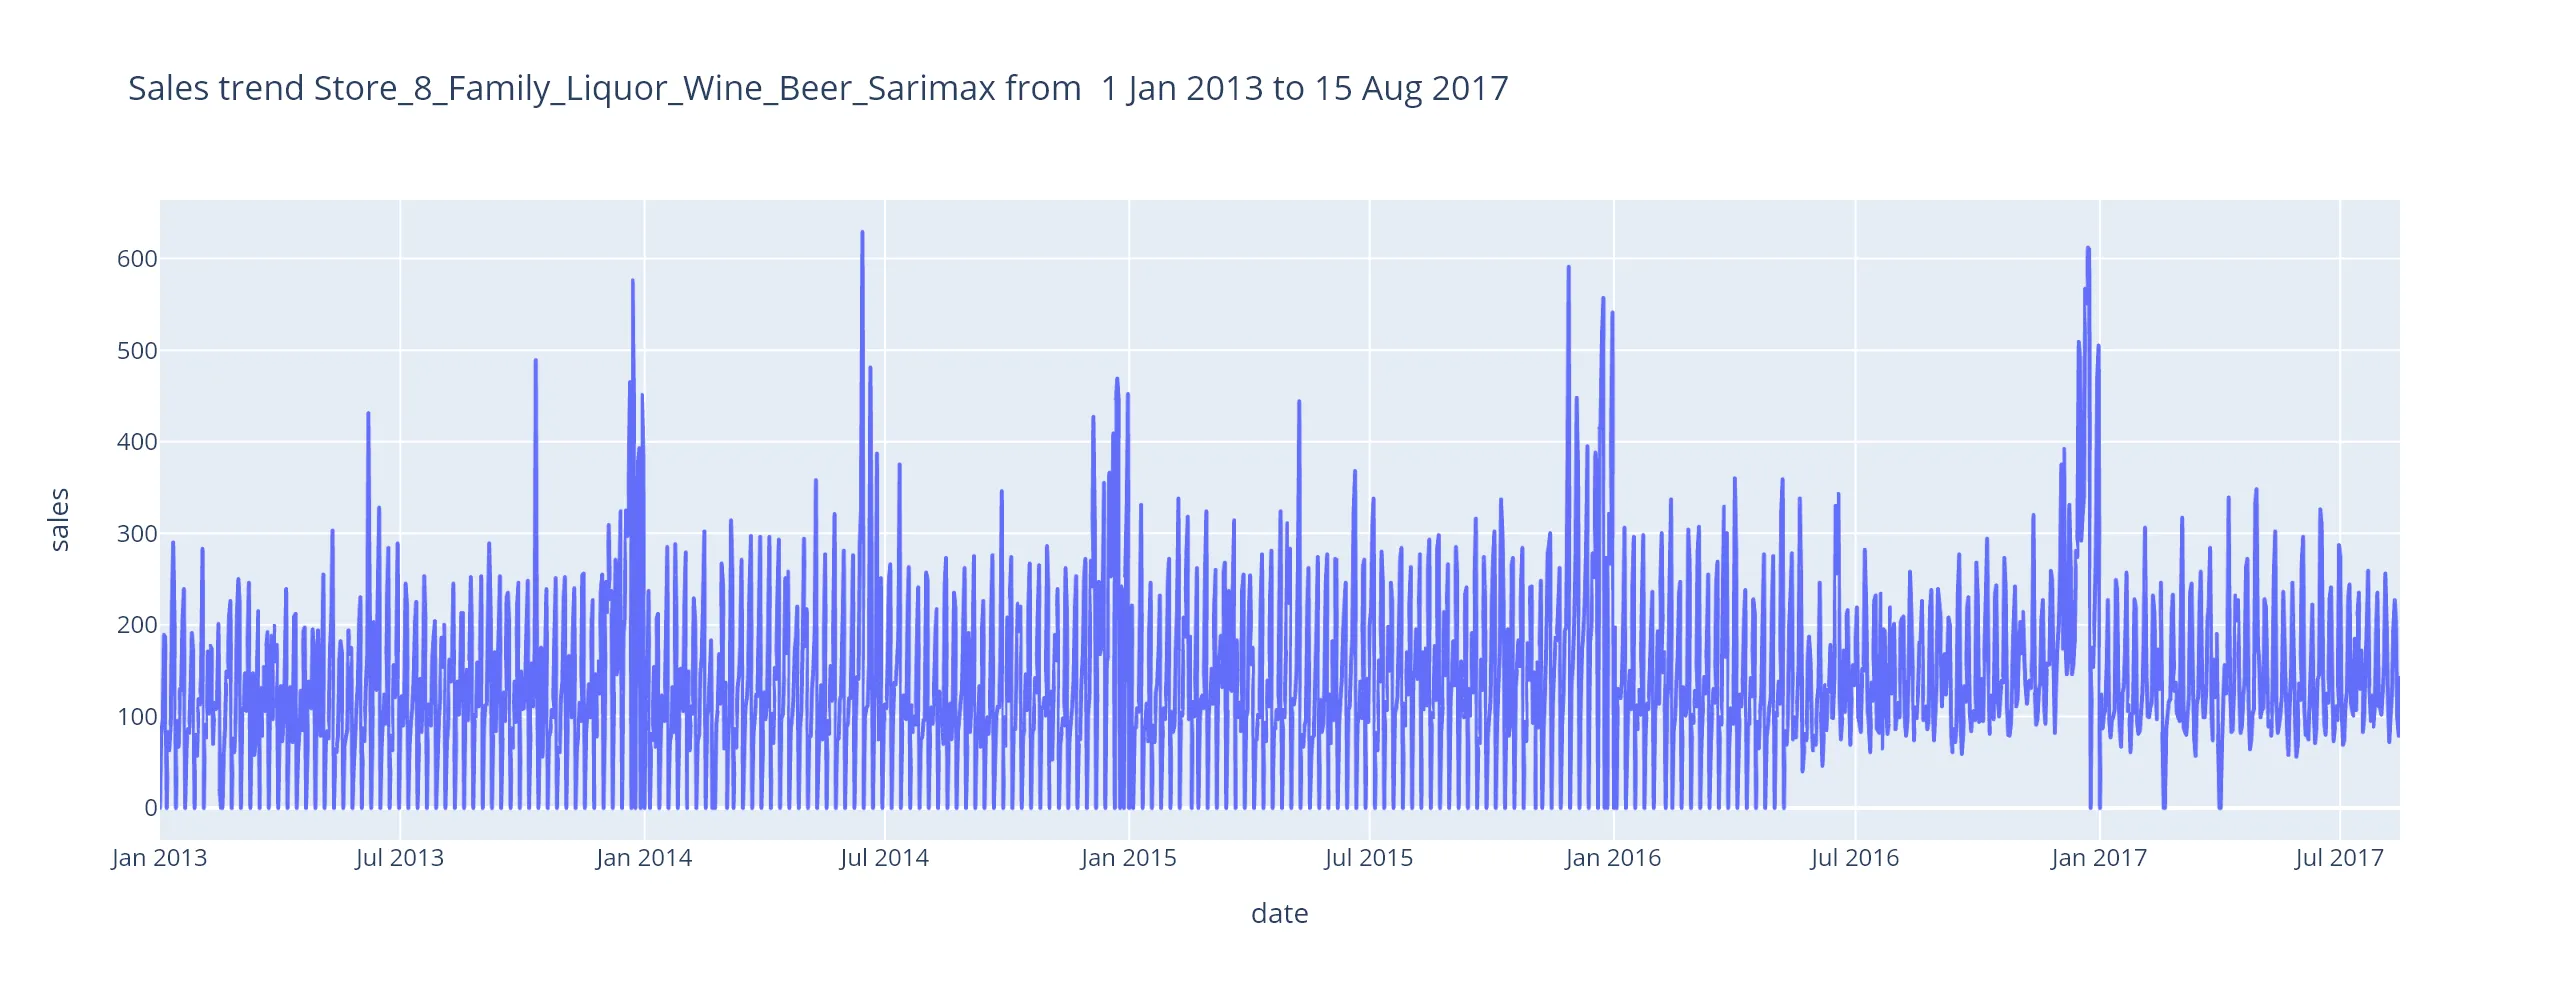 Sales trend Store_8_Family_Liquor_Wine_Beer_Sarimax from  1 Jan 2013 to 15 Aug 2017
600
500
400
300
200
100
0
sales
Jan 2013 Jul 2013 Jan 2014 Jul 2014 Jan 2015 Jul 2015 Jan 2016 Jul 2016 Jan 2017 Jul 2017
date